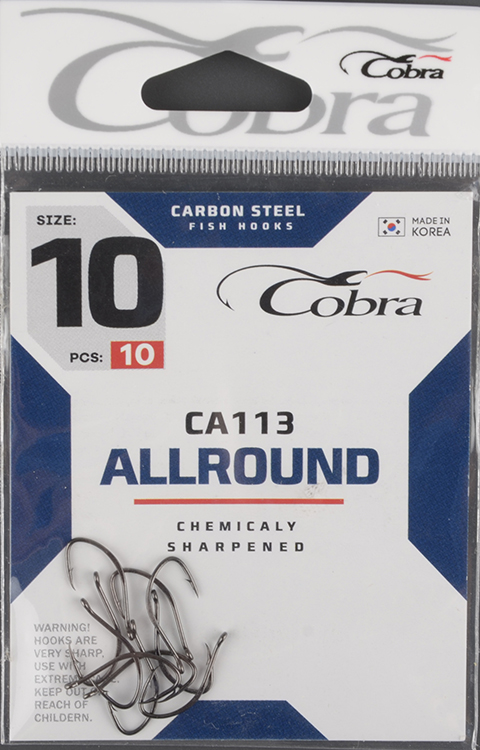 Cobra
Cobra
CARBON STEEL
FISH HOOKS
SIZE:
10
PCS: 10
MADE IN
KOREA
Cobra
CA113
ALLROUND
CHEMICALY
SHARPENED
WARNING!
HOOKS ARE
VERY SHARP.
USE WITH
EXTREME
KEEP OUT
REACH OF
CHILDERN.